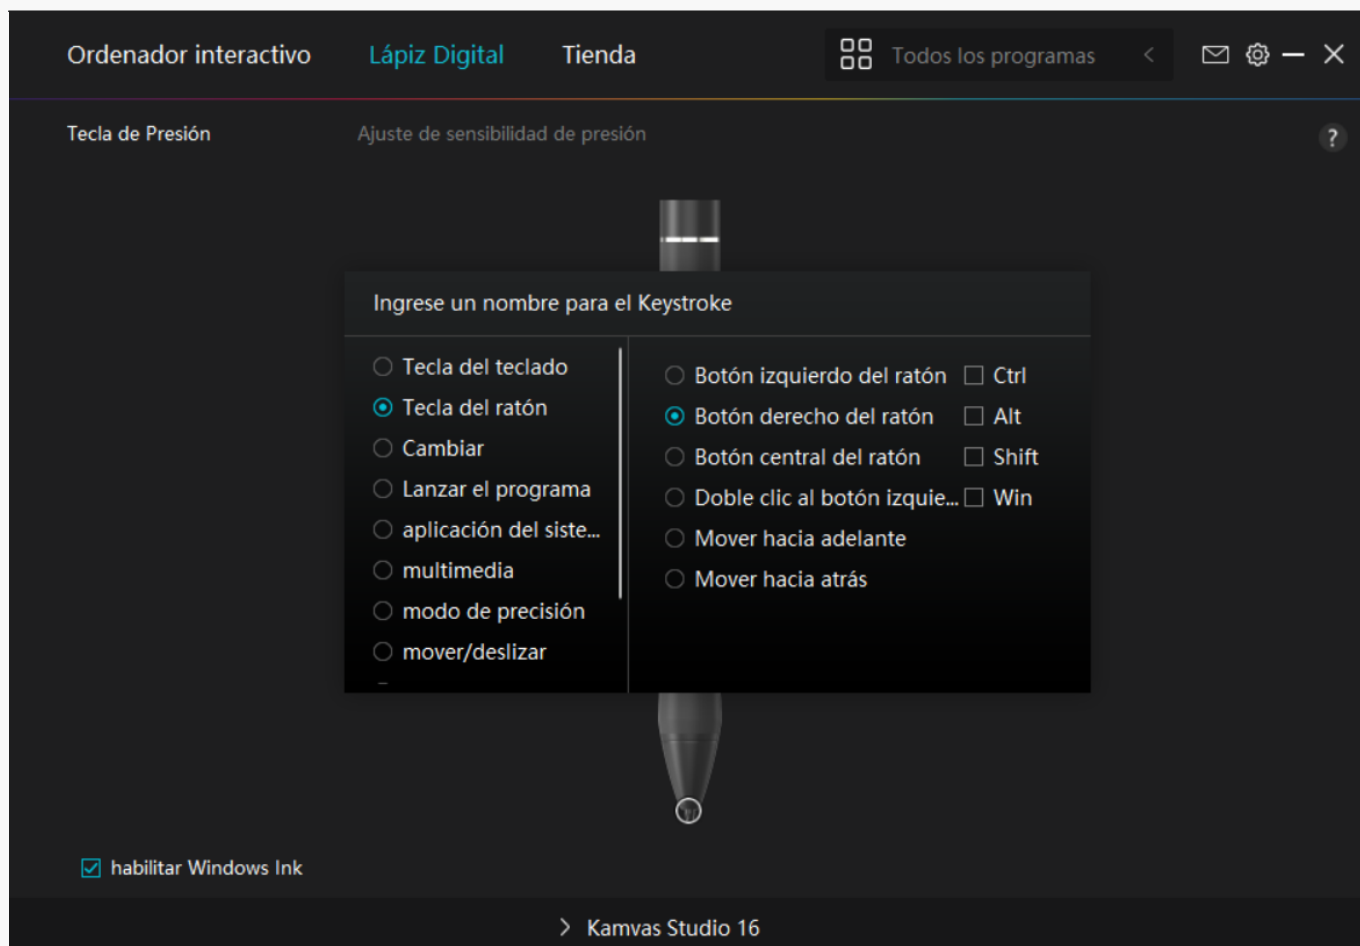 Ordenador interactivo Lápiz Digital Tienda Todos los programas
Tecla de Presión Ajuste de sensibilidad de presión ?
Ingrese un nombre para el Keystroke
Tecla del teclado
Tecla del ratón
Cambiar
Lanzar el programa
aplicación del siste...
multimedia
modo de precisión
mover/deslizar
Botón izquierdo del ratón Ctrl
Botón derecho del ratón Alt
Botón central del ratón Shift
Doble clic al botón izquie... Win
Mover hacia adelante
Mover hacia atrás
habilitar Windows Ink
Kamvas Studio 16